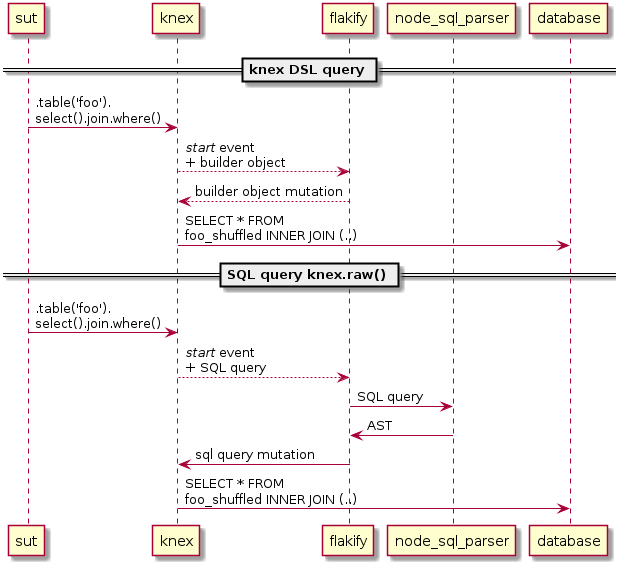 sut knex flakify node_sql_parser database
knex DSL query
.table('foo').
select().join.where()
start event
+ builder object
builder object mutation
SELECT * FROM
foo_shuffled INNER JOIN (..)
SQL query knex.raw()
.table('foo').
select().join.where()
start event
+ SQL query
SQL query
AST
sql query mutation
SELECT * FROM
foo_shuffled INNER JOIN (..)
sut knex flakify node_sql_parser database